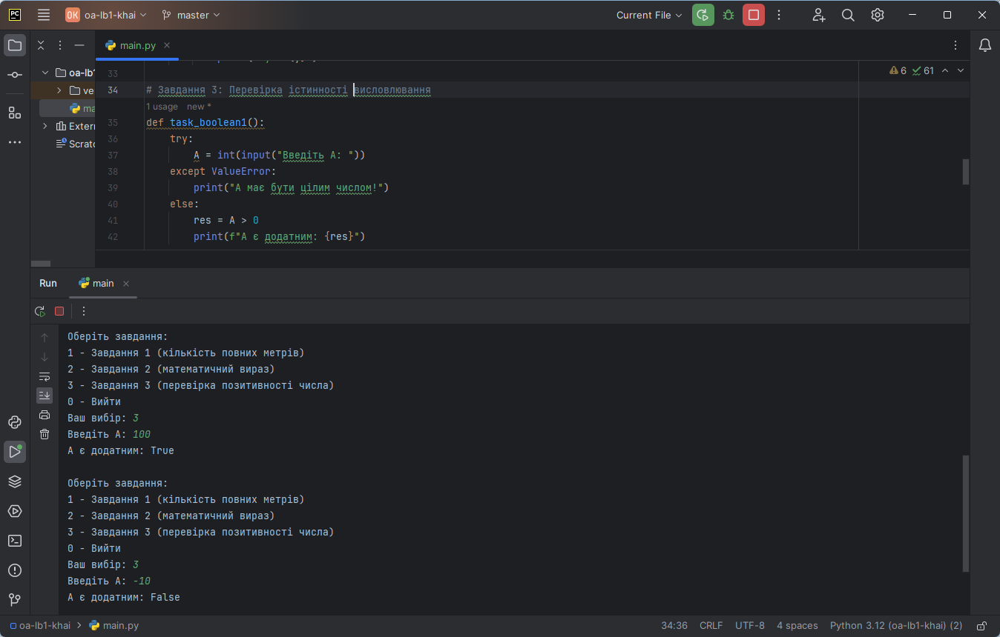 PC
OK oa-lb1-khai master Current File
main.py
oa-lb1
ve
ma
Extern
Scratc
6 61
33
34 # Завдання 3: Перевірка істинності висловлювання
1 usage new *
35 def task_boolean1():
36 try:
37 A = int(input("Введіть A: "))
38 except ValueError:
39 print("A має бути цілим числом!")
40 else:
41 res = A > 0
42 print(f"A є додатним: {res}")
Run main
Оберіть завдання:
1 - Завдання 1 (кількість повних метрів)
2 - Завдання 2 (математичний вираз)
3 - Завдання 3 (перевірка позитивності числа)
0 - Вийти
Ваш вибір: 3
Введіть A: 100
A є додатним: True
Оберіть завдання:
1 - Завдання 1 (кількість повних метрів)
2 - Завдання 2 (математичний вираз)
3 - Завдання 3 (перевірка позитивності числа)
0 - Вийти
Ваш вибір: 3
Введіть A: -10
A є додатним: False
oa-lb1-khai main.py 34:36 CRLF UTF-8 4 spaces Python 3.12 (oa-lb1-khai) (2)